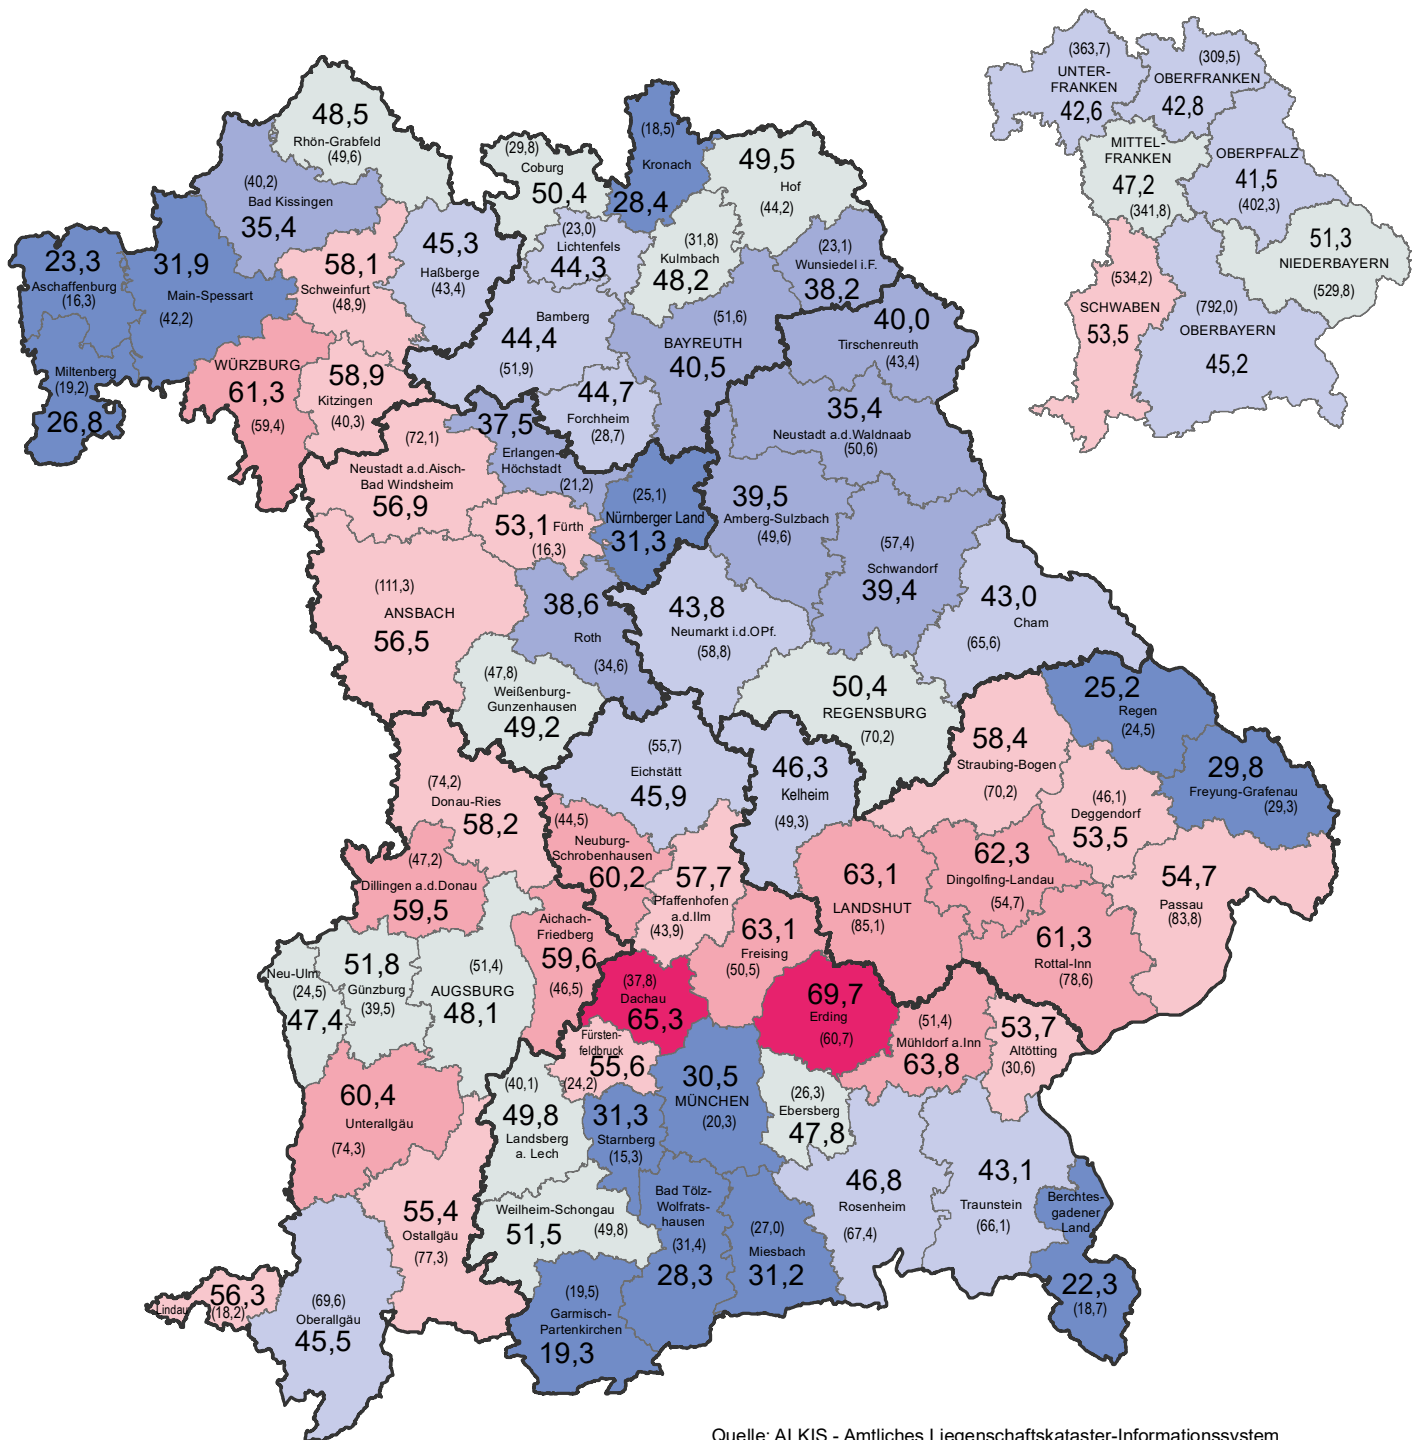 48,5
Rhön-Grabfeld
(49,6)
(40,2)
Bad Kissingen
35,4
(29,8)
Coburg
50,4
(18,5)
Kronach
28,4
49,5
Hof
(44,2)
23,3
Aschaffenburg
(16,3)
31,9
Main-Spessart
(42,2)
58,1
Schweinfurt
(48,9)
45,3
Haßberge
(43,4)
(23,0)
Lichtenfels
44,3
(31,8)
Kulmbach
48,2
(23,1)
Wunsiedel i.F.
38,2
Miltenberg
(19,2)
26,8
WÜRZBURG
61,3
(59,4)
58,9
Kitzingen
(40,3)
Bamberg
44,4
(51,9)
44,7
Forchheim
(28,7)
(51,6)
BAYREUTH
40,5
40,0
Tirschenreuth
(43,4)
35,4
Neustadt a.d.Waldnaab
(50,6)
(72,1)
Neustadt a.d.Aisch-
Bad Windsheim
56,9
37,5
Erlangen-
Höchstadt
(21,2)
53,1 Fürth
(16,3)
(25,1)
Nürnberger Land
31,3
39,5
Amberg-Sulzbach
(49,6)
(57,4)
Schwandorf
39,4
(111,3)
ANSBACH
56,5
38,6
Roth
(34,6)
43,8
Neumarkt i.d.OPf.
(58,8)
43,0
Cham
(65,6)
(47,8)
Weißenburg-
Gunzenhausen
49,2
50,4
REGENSBURG
(70,2)
25,2
Regen
(24,5)
58,4
Straubing-Bogen
(70,2)
29,8
Freyung-Grafenau
(29,3)
(74,2)
Donau-Ries
58,2
(55,7)
Eichstätt
45,9
46,3
Kelheim
(49,3)
(46,1)
Deggendorf
53,5
(47,2)
Dillingen a.d.Donau
59,5
(44,5)
Neuburg-
Schrobenhausen
60,2
57,7
Pfaffenhofen
a.d.Ilm
(43,9)
63,1
LANDSHUT
(85,1)
62,3
Dingolfing-Landau
(54,7)
54,7
Passau
(83,8)
Neu-Ulm
(24,5)
47,4
51,8
Günzburg
(39,5)
(51,4)
AUGSBURG
48,1
Aichach-
Friedberg
59,6
(46,5)
(37,8)
Dachau
65,3
63,1
Freising
(50,5)
69,7
Erding
(60,7)
61,3
Rottal-Inn
(78,6)
(51,4)
Mühldorf a.Inn
63,8
53,7
Altötting
(30,6)
60,4
Unterallgäu
(74,3)
(40,1)
49,8
Landsberg
a. Lech
Fürsten-
feldbruck
55,6
(24,2)
31,3
Starnberg
(15,3)
30,5
MÜNCHEN
(20,3)
(26,3)
Ebersberg
47,8
55,4
Ostallgäu
(77,3)
Weilheim-Schongau
51,5
(49,8)
Bad Tölz-
Wolfrats-
hausen
(31,4)
28,3
(27,0)
Miesbach
31,2
46,8
Rosenheim
(67,4)
43,1
Traunstein
(66,1)
Berchtes-
gadener
Land
22,3
(18,7)
Lindau
56,3
(18,2)
(69,6)
Oberallgäu
45,5
(19,5)
Garmisch-
Partenkirchen
19,3
(363,7)
UNTER-
FRANKEN
42,6
(309,5)
OBERFRANKEN
42,8
MITTEL-
FRANKEN
47,2
(341,8)
OBERPFALZ
41,5
(402,3)
51,3
NIEDERBAYERN
(529,8)
(534,2)
SCHWABEN
53,5
(792,0)
OBERBAYERN
45,2
Quelle: ALKIS - Amtliches Liegenschaftskataster-Informationssystem